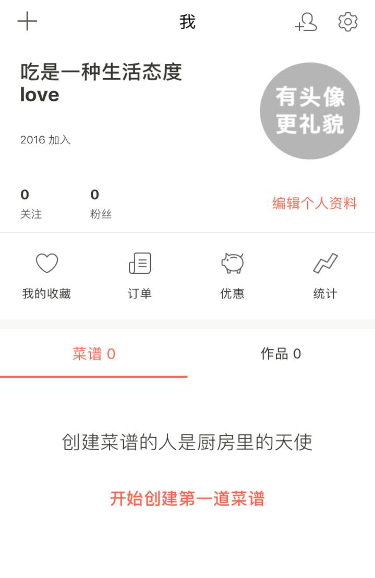 我
吃是一种生活态度
love
有头像
更礼貌
2016 加入
0 0
关注 粉丝
编辑个人资料
我的收藏 订单 优惠 统计
菜谱 0 作品 0
创建菜谱的人是厨房里的天使
开始创建第一道菜谱